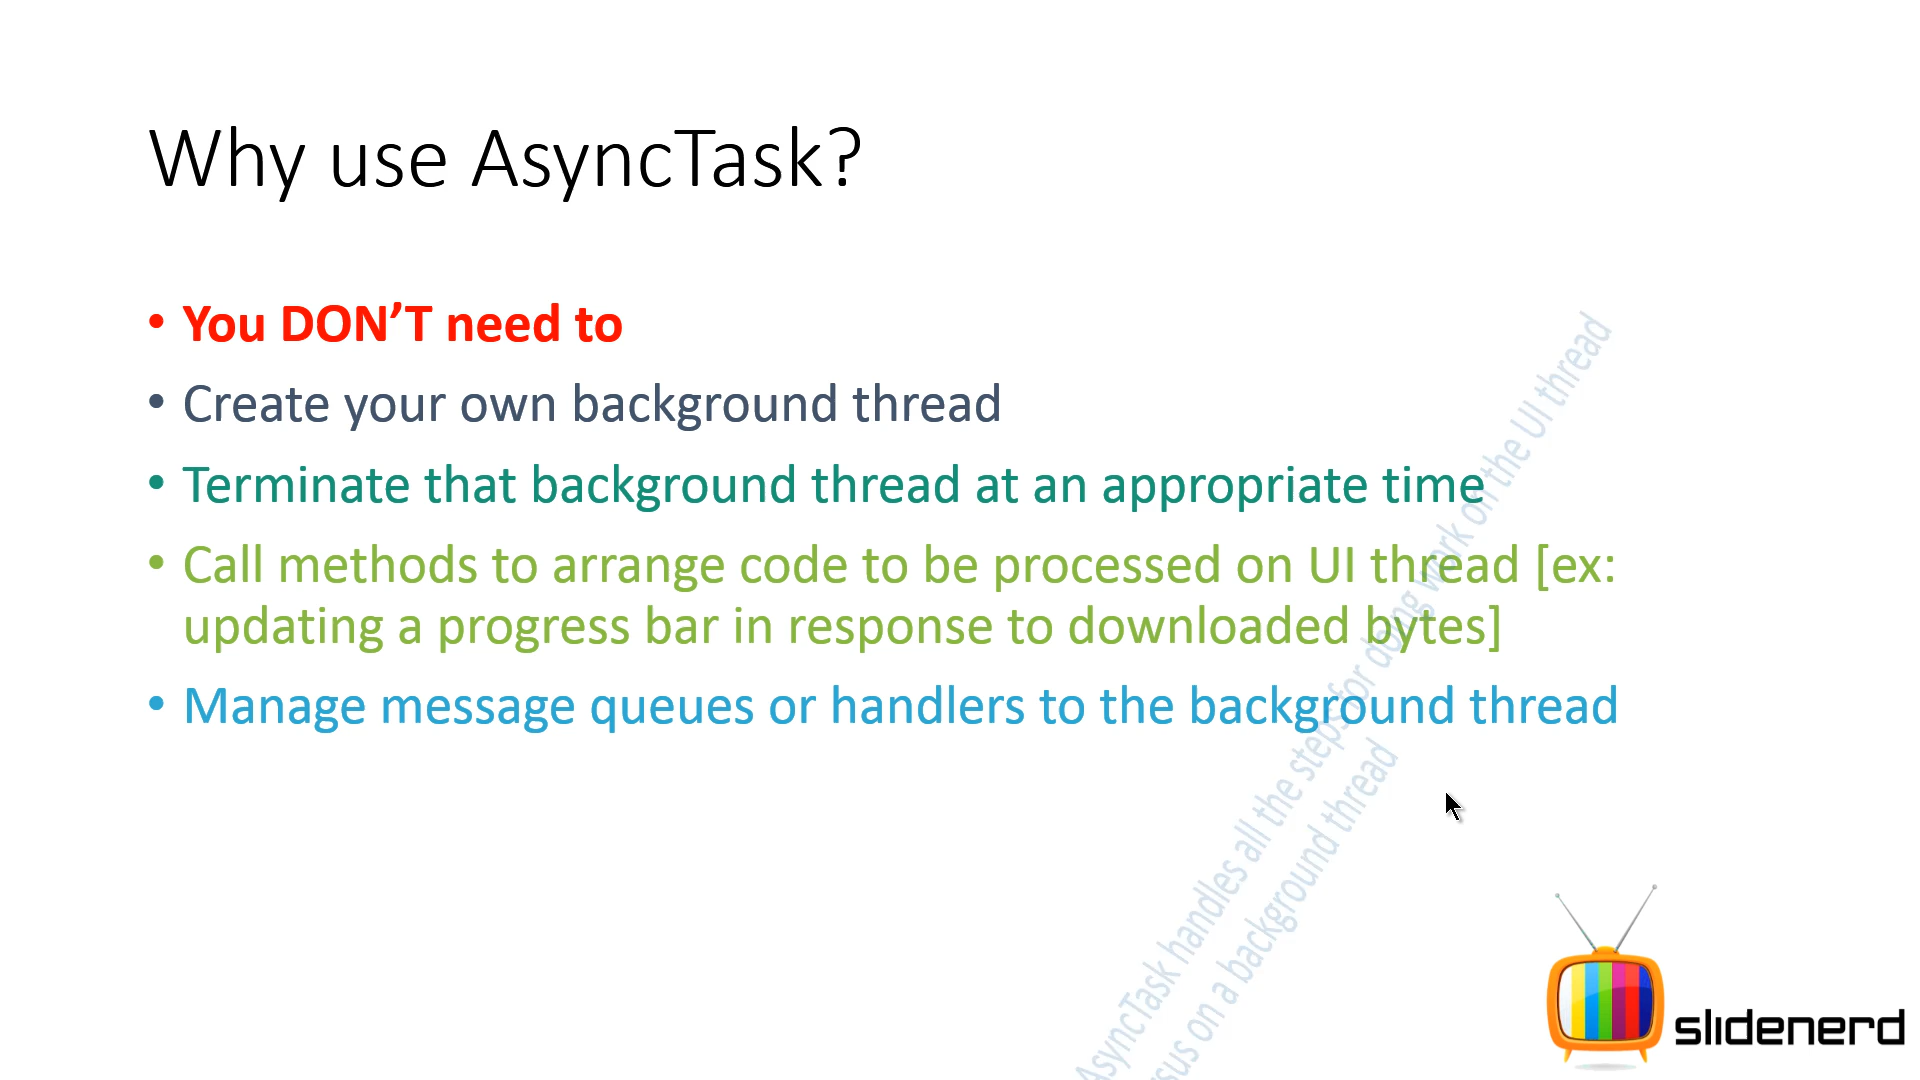 Why use AsyncTask?
• You DON’T need to
• Create your own background thread
• Terminate that background thread at an appropriate time
• Call methods to arrange code to be processed on UI thread [ex:
updating a progress bar in response to downloaded bytes]
• Manage message queues or handlers to the background thread
AsyncTask handles all the steps for doing work on the UI thread
on a background thread
slidenerd